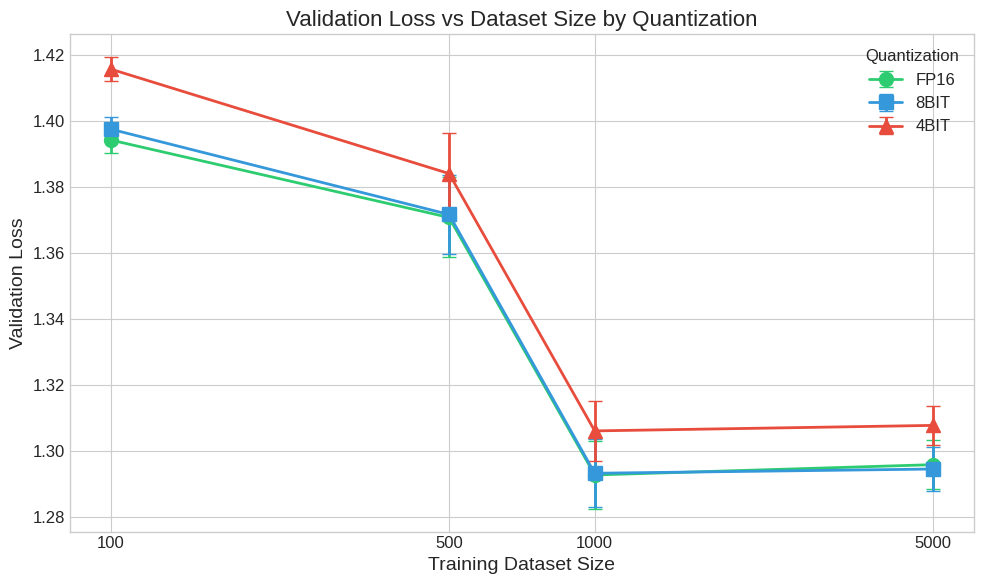 Validation Loss vs Dataset Size by Quantization
Quantization
FP16
8BIT
4BIT
Validation Loss
1.42
1.40
1.38
1.36
1.34
1.32
1.30
1.28
100
500
1000
5000
Training Dataset Size